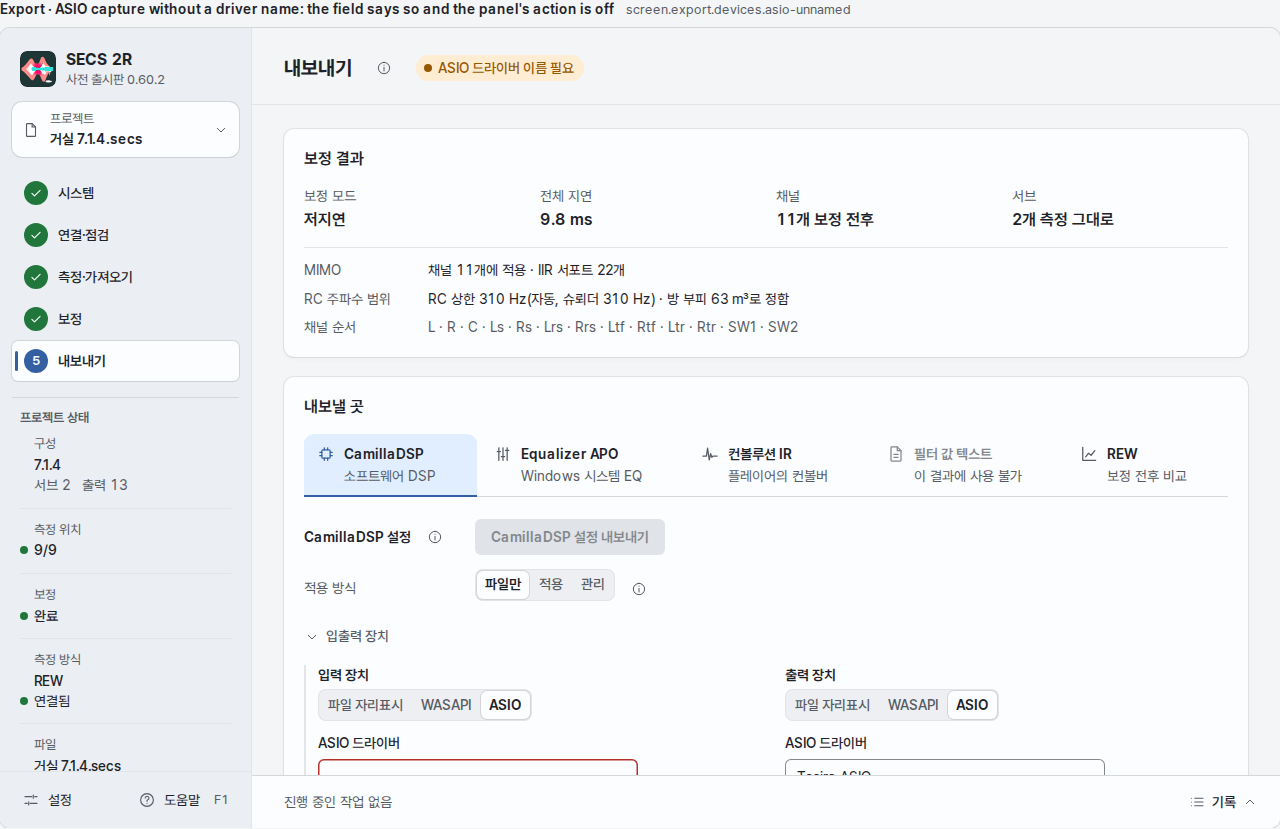 Export · ASIO capture without a driver name: the field says so and the panel's action is off screen.export.devices.asio-unnamed
SECS 2R
사전 출시판 0.60.2
프로젝트
거실 7.1.4.secs
시스템
연결·점검
측정·가져오기
보정
5 내보내기
프로젝트 상태
구성
7.1.4
서브 2 출력 13
측정 위치
9/9
보정
완료
측정 방식
REW
연결됨
파일
거실 7.1.4.secs
설정 도움말 F1
내보내기 ASIO 드라이버 이름 필요
보정 결과
보정 모드 전체 지연 채널 서브
저지연 9.8 ms 11개 보정 전후 2개 측정 그대로
MIMO 채널 11개에 적용 · IIR 서포트 22개
RC 주파수 범위 RC 상한 310 Hz(자동, 슈뢰더 310 Hz) · 방 부피 63 m³로 정함
채널 순서 L · R · C · Ls · Rs · Lrs · Rrs · Ltf · Rtf · Ltr · Rtr · SW1 · SW2
내보낼 곳
CamillaDSP Equalizer APO 컨볼루션 IR 필터 값 텍스트 REW
소프트웨어 DSP Windows 시스템 EQ 플레이어의 컨볼버 이 결과에 사용 불가 보정 전후 비교
CamillaDSP 설정 CamillaDSP 설정 내보내기
적용 방식 파일만 적용 관리
입출력 장치
입력 장치 출력 장치
파일 자리표시 WASAPI ASIO 파일 자리표시 WASAPI ASIO
ASIO 드라이버 ASIO 드라이버
진행 중인 작업 없음 기록